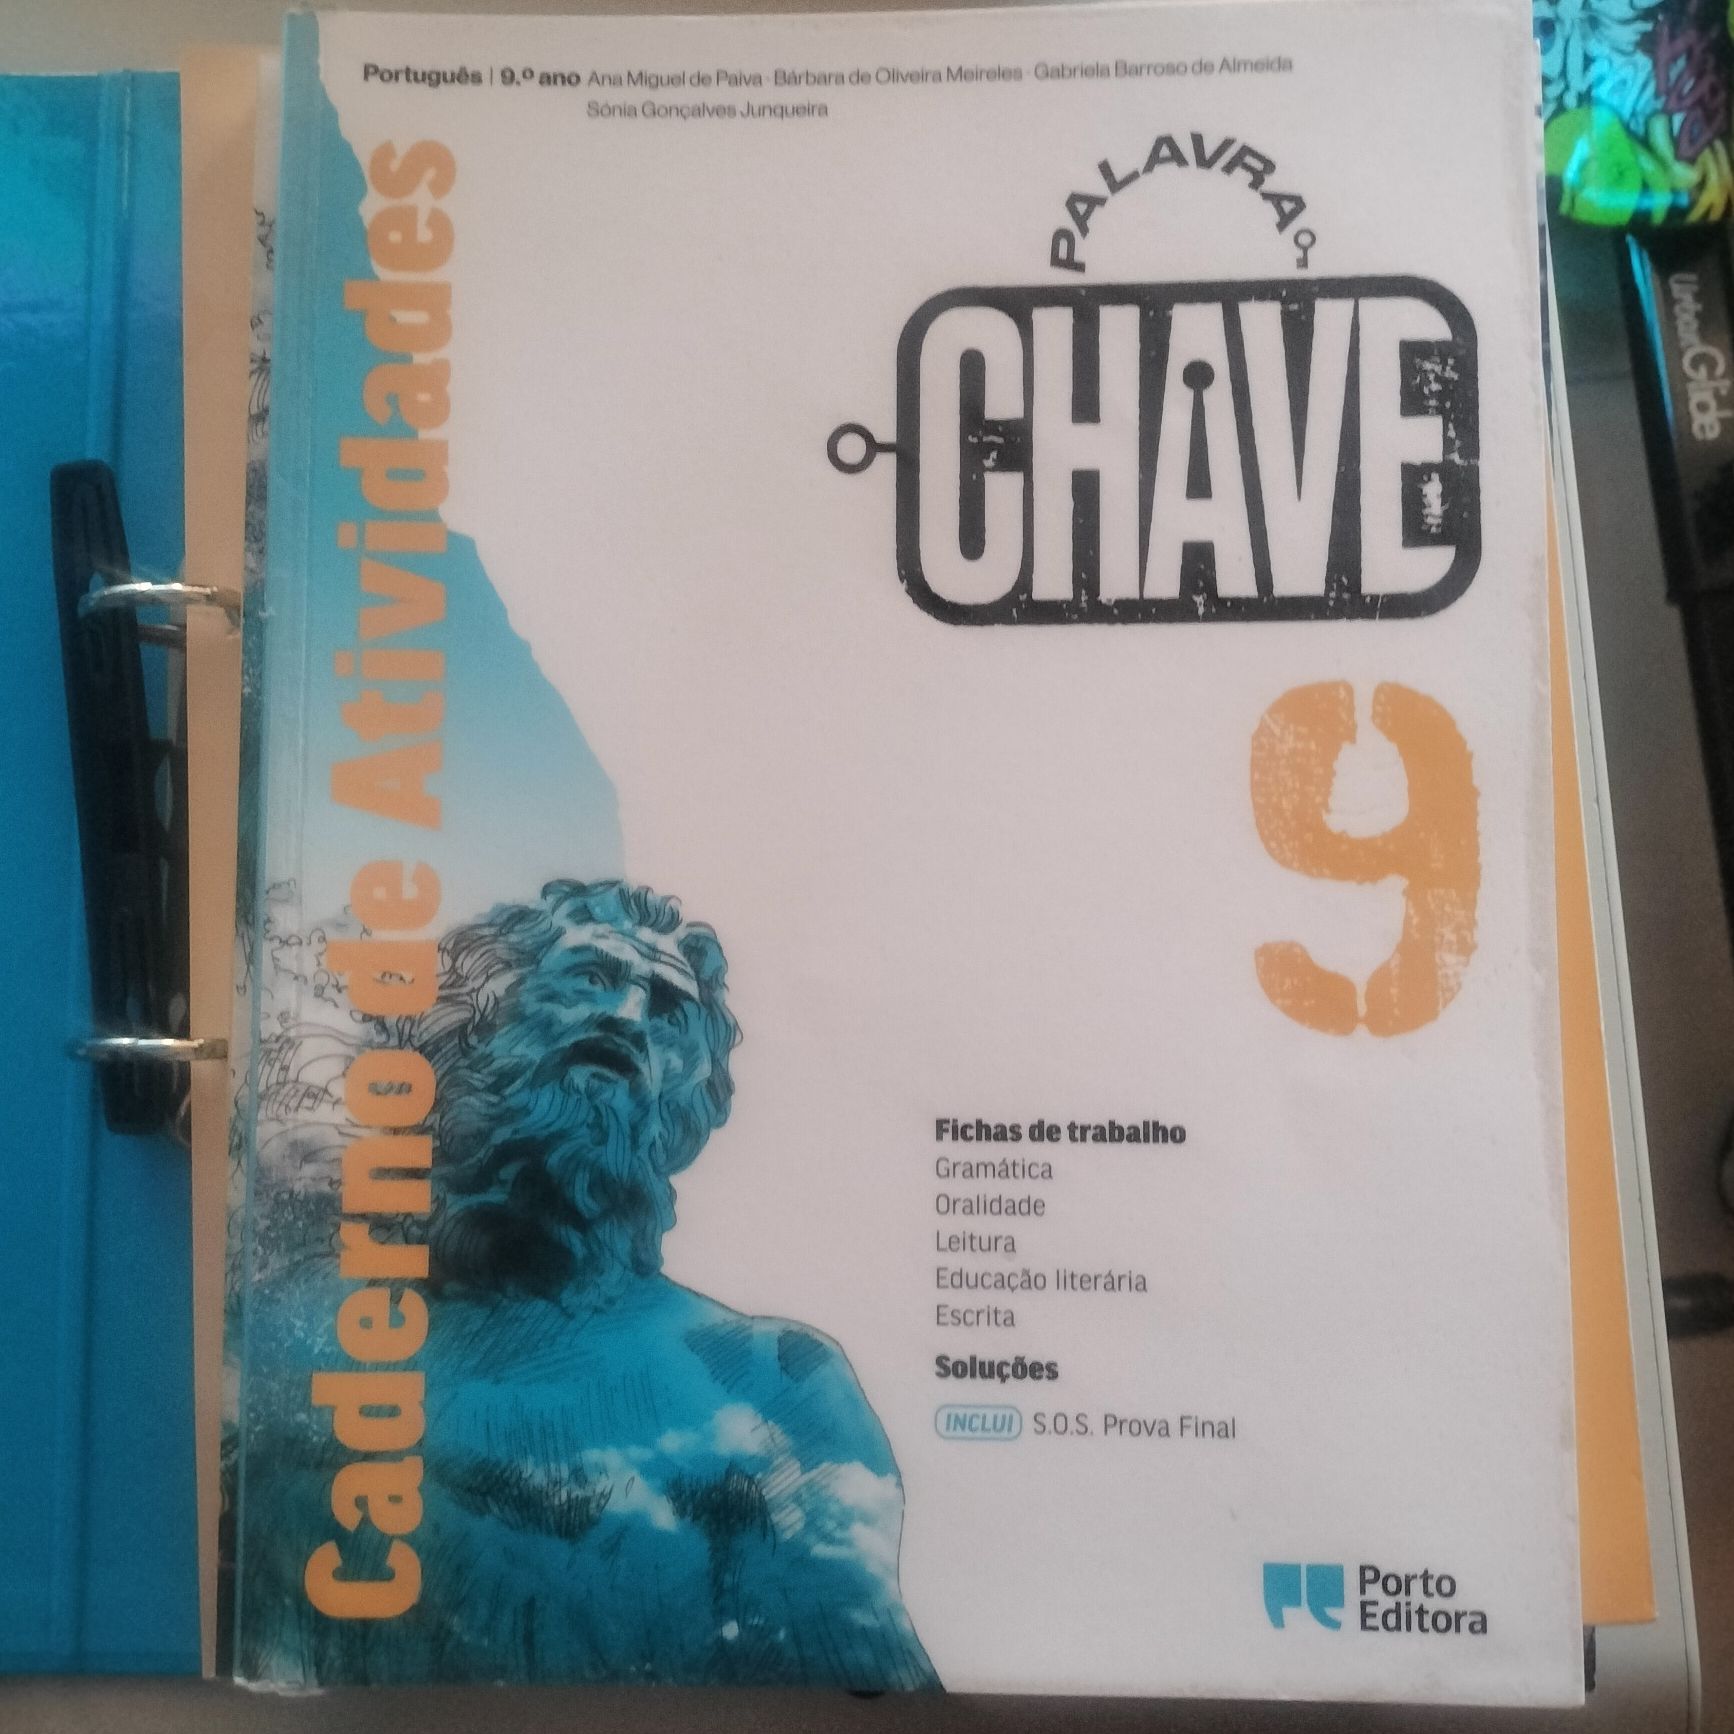 Português | 9.º ano Ana Miguel de Paiva · Bárbara de Oliveira Meireles · Gabriela Barroso de Almeida
Sónia Gonçalves Junqueira
PALAVRA
CHAVE
9
Caderno de Atividades
Fichas de trabalho
Gramática
Oralidade
Leitura
Educação literária
Escrita
Soluções
INCLUI S.O.S. Prova Final
Porto
Editora
UrbanGlide